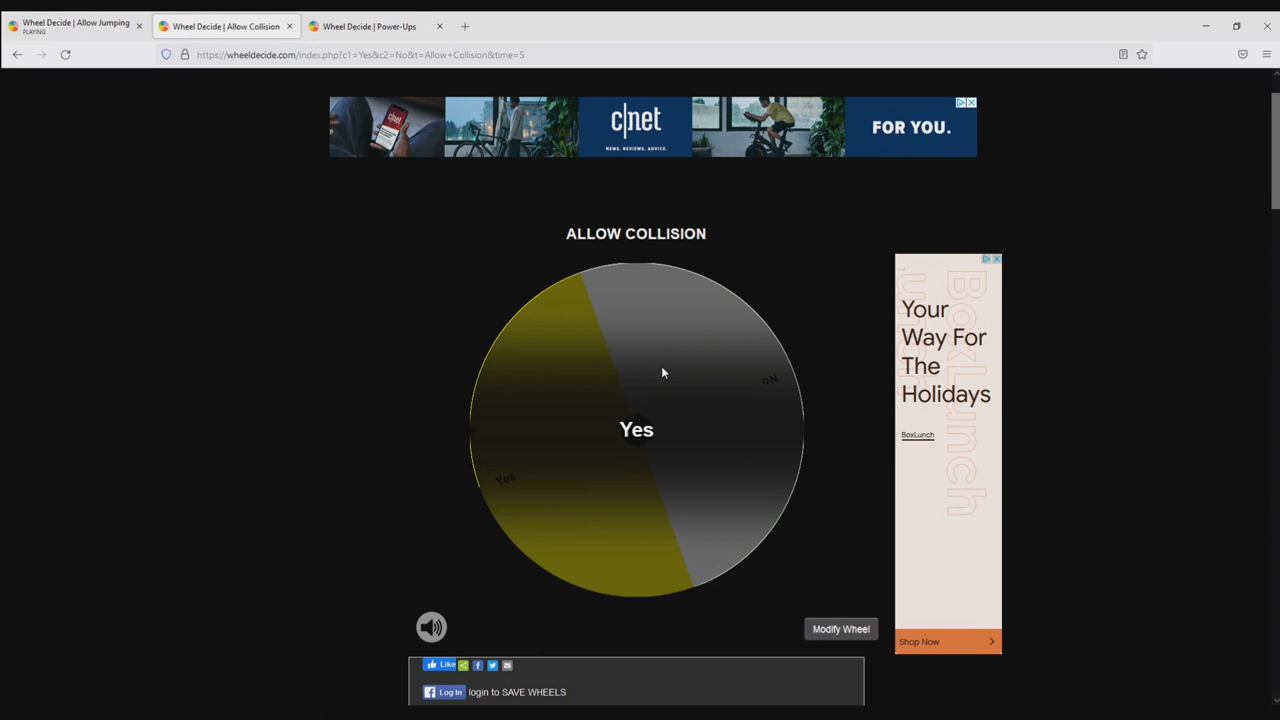 Wheel Decide | Allow Jumping
PLAYING
Wheel Decide | Allow Collision
Wheel Decide | Power-Ups
https://wheeldecide.com/index.php?c1=Yes&c2=No&t=Allow+Collision&time=5
c|net
c|net
NEWS. REVIEWS. ADVICE.
FOR YOU.
ALLOW COLLISION
Your
Way For
The
Holidays
BoxLunch
BoxLunch
No
Yes
Yes
Modify Wheel
Shop Now
Like
Log In login to SAVE WHEELS